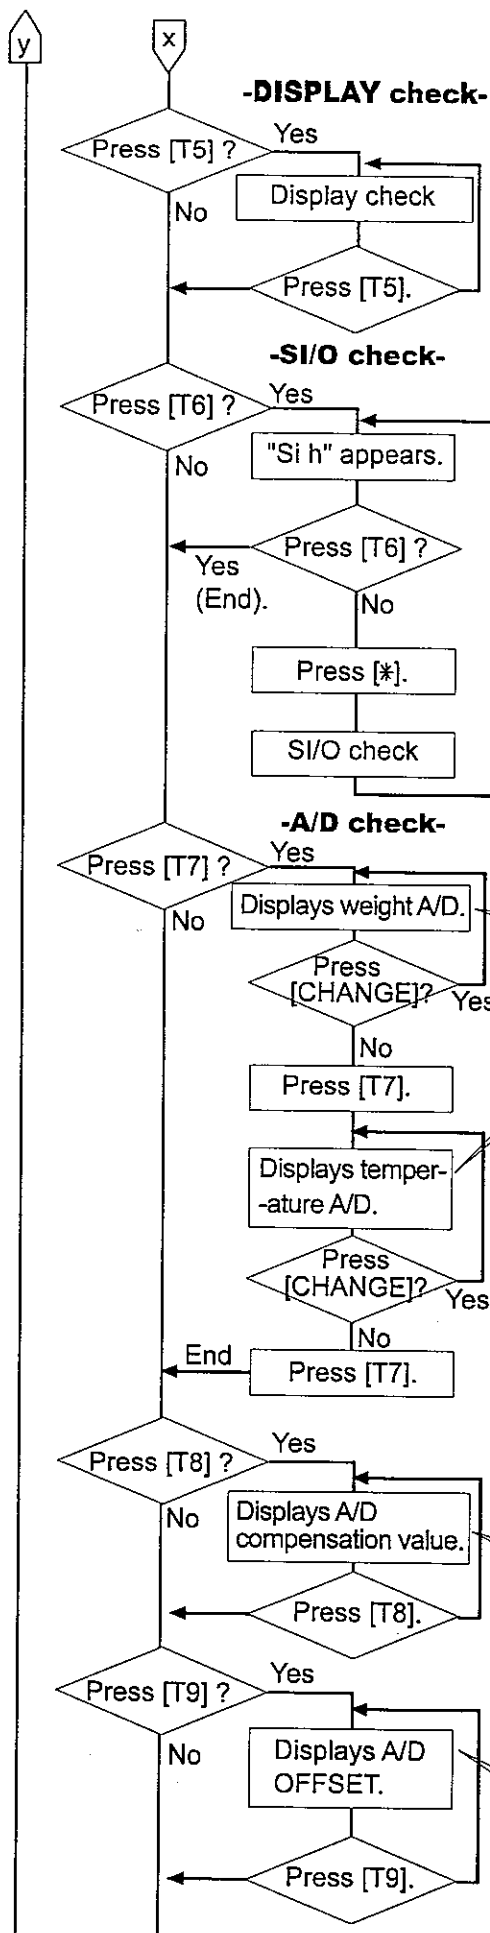 y
x
-DISPLAY check-
Press [T5] ?
Yes
Display check
No
Press [T5].
-SI/O check-
Press [T6] ?
Yes
"Si h" appears.
No
Press [T6] ?
Yes
(End).
No
Press [*].
SI/O check
-A/D check-
Press [T7] ?
Yes
Displays weight A/D.
No
Press
[CHANGE]?
Yes
No
Press [T7].
Displays temper-
-ature A/D.
Press
[CHANGE]?
Yes
No
End
Press [T7].
Press [T8] ?
Yes
Displays A/D
compensation value.
No
Press [T8].
Press [T9] ?
Yes
Displays A/D
OFFSET.
No
Press [T9].